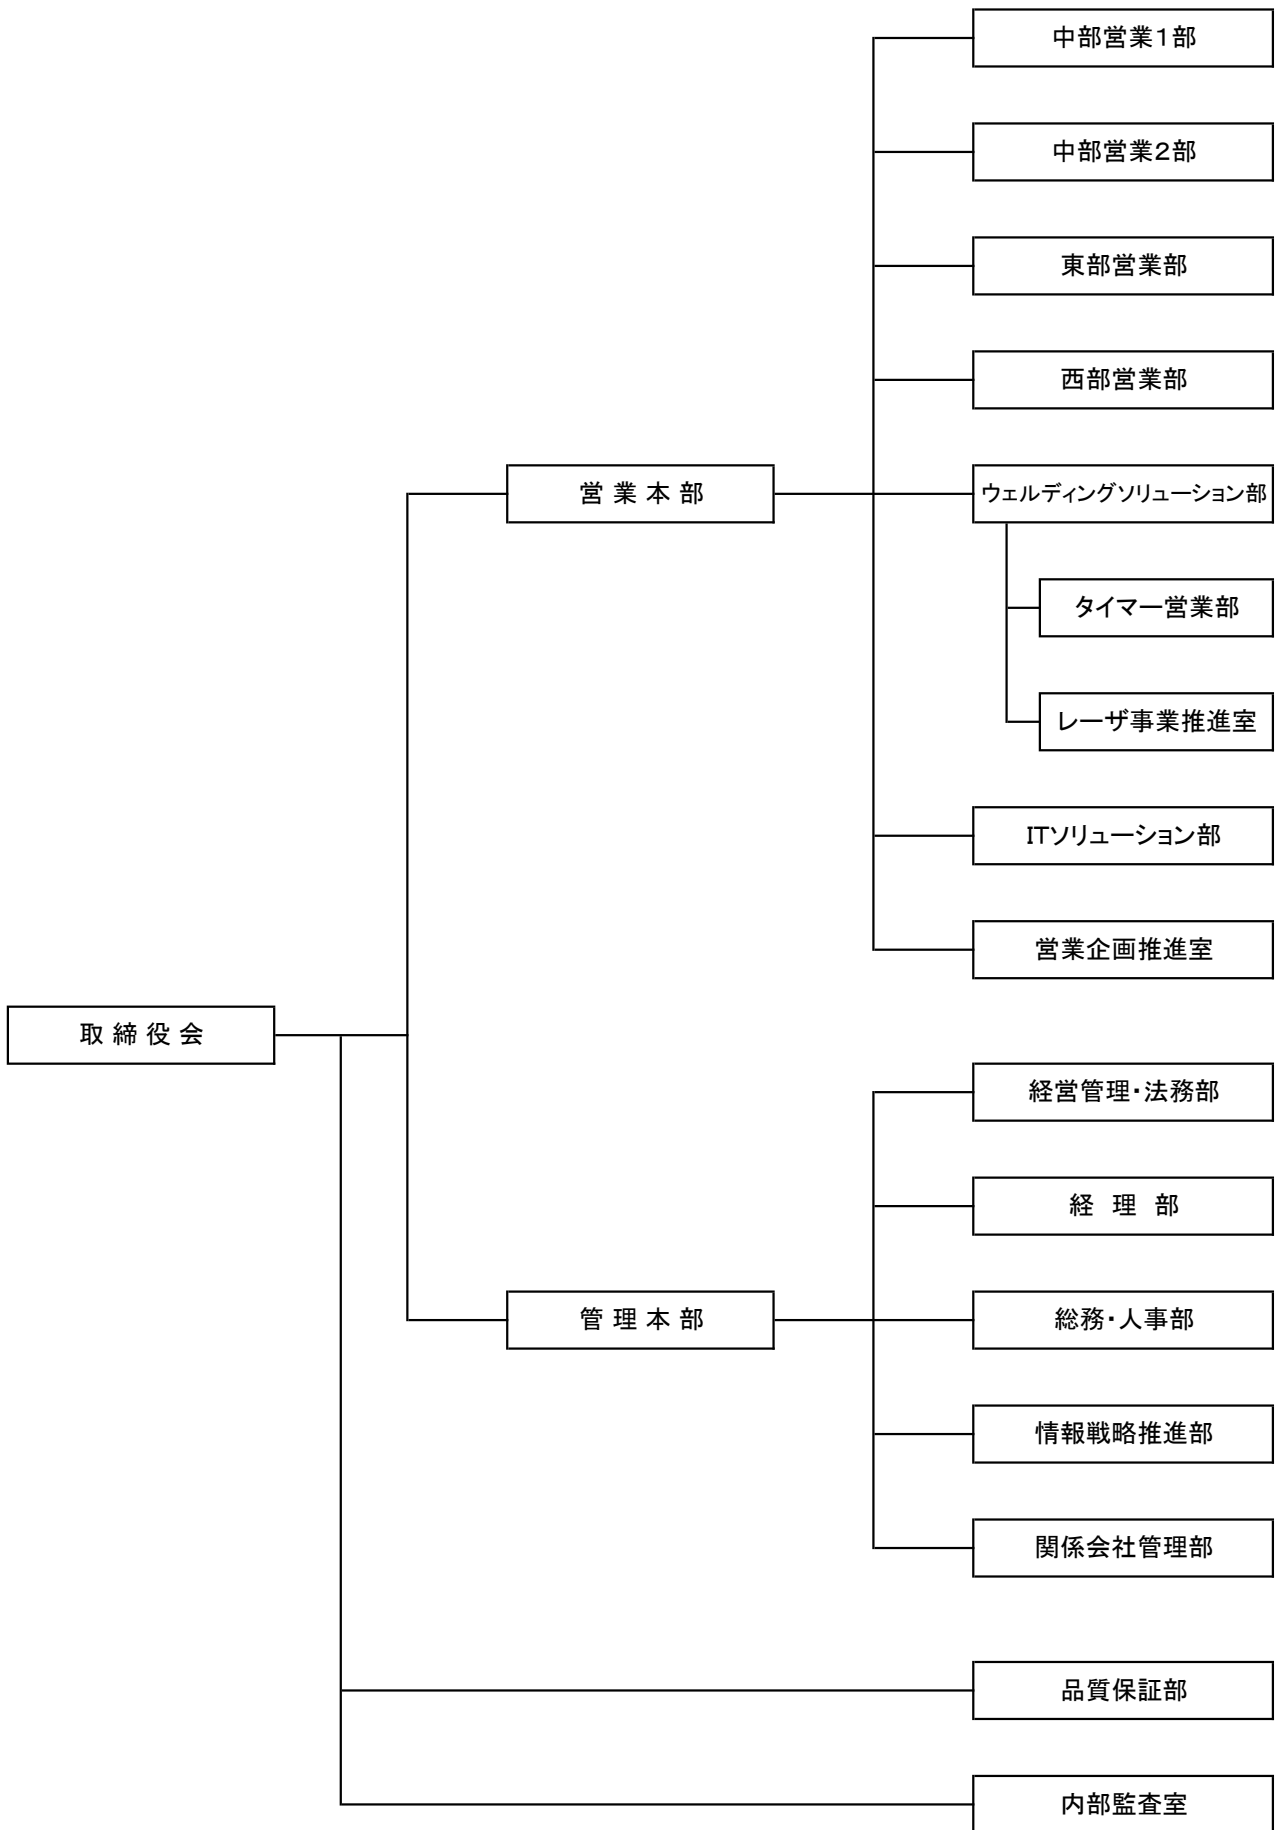 中部営業１部
中部営業２部
東部営業部
西部営業部
営 業 本 部
ウェルディングソリューション部
タイマー営業部
レーザ事業推進室
ITソリューション部
営業企画推進室
取 締 役 会
経営管理・法務部
経　理　部
管 理 本 部
総務・人事部
情報戦略推進部
関係会社管理部
品質保証部
内部監査室